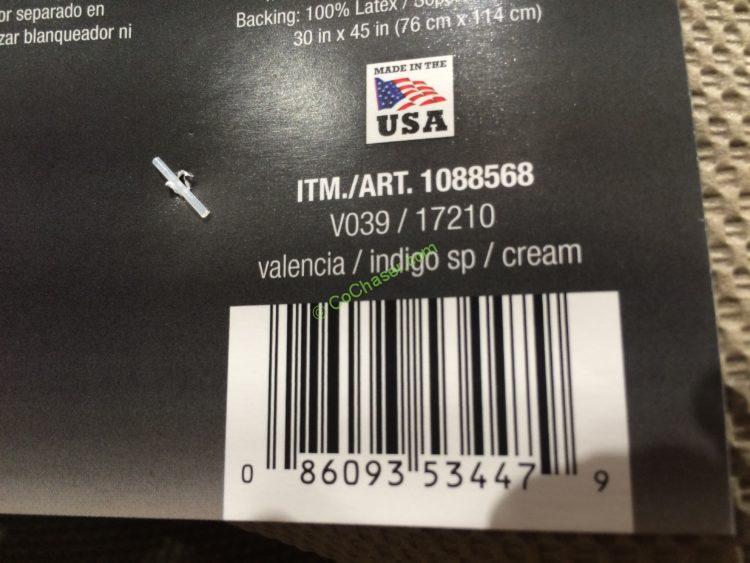 or separado en
zar blanqueador ni
Backing: 100% Latex /
30 in x 45 in (76 cm x 114 cm)
MADE IN THE
USA
ITM./ART. 1088568
V039 / 17210
valencia / indigo sp / cream
© CoChaser.com
0 86093 53447 9